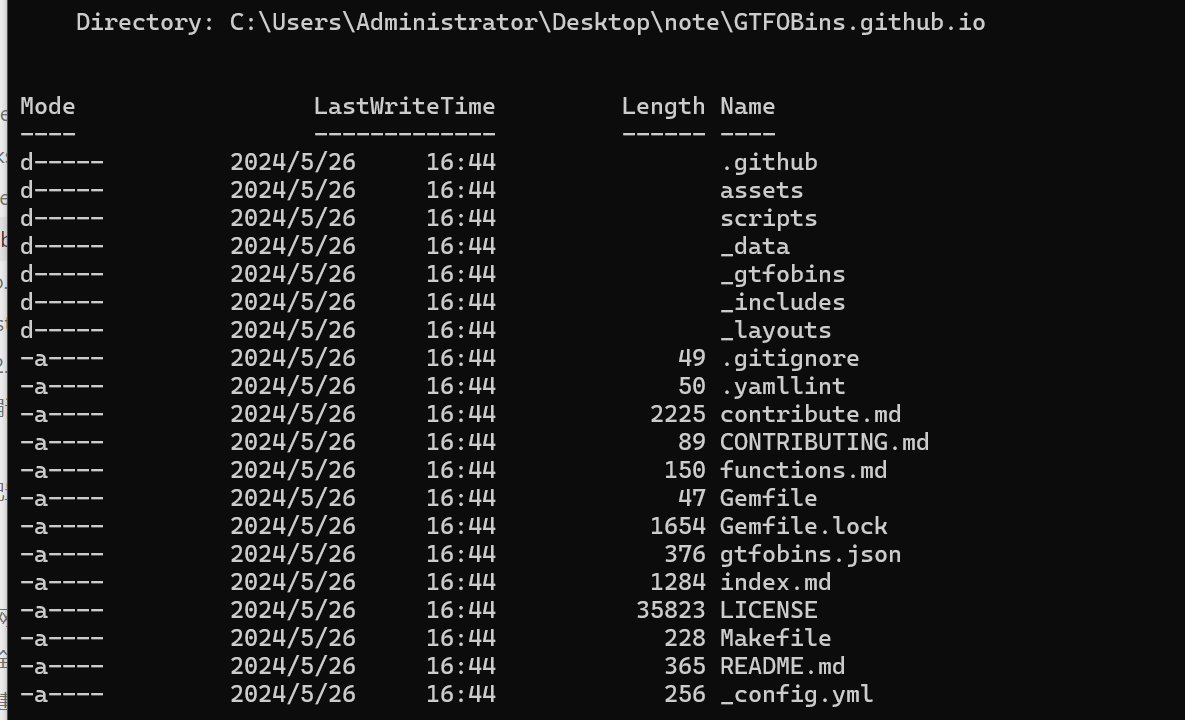 Directory: C:\Users\Administrator\Desktop\note\GTFOBins.github.io
Mode LastWriteTime Length Name
---- ------------- ------ ----
d----- 2024/5/26 16:44 .github
d----- 2024/5/26 16:44 assets
d----- 2024/5/26 16:44 scripts
d----- 2024/5/26 16:44 _data
d----- 2024/5/26 16:44 _gtfobins
d----- 2024/5/26 16:44 _includes
d----- 2024/5/26 16:44 _layouts
-a---- 2024/5/26 16:44 49 .gitignore
-a---- 2024/5/26 16:44 50 .yamllint
-a---- 2024/5/26 16:44 2225 contribute.md
-a---- 2024/5/26 16:44 89 CONTRIBUTING.md
-a---- 2024/5/26 16:44 150 functions.md
-a---- 2024/5/26 16:44 47 Gemfile
-a---- 2024/5/26 16:44 1654 Gemfile.lock
-a---- 2024/5/26 16:44 376 gtfobins.json
-a---- 2024/5/26 16:44 1284 index.md
-a---- 2024/5/26 16:44 35823 LICENSE
-a---- 2024/5/26 16:44 228 Makefile
-a---- 2024/5/26 16:44 365 README.md
-a---- 2024/5/26 16:44 256 _config.yml